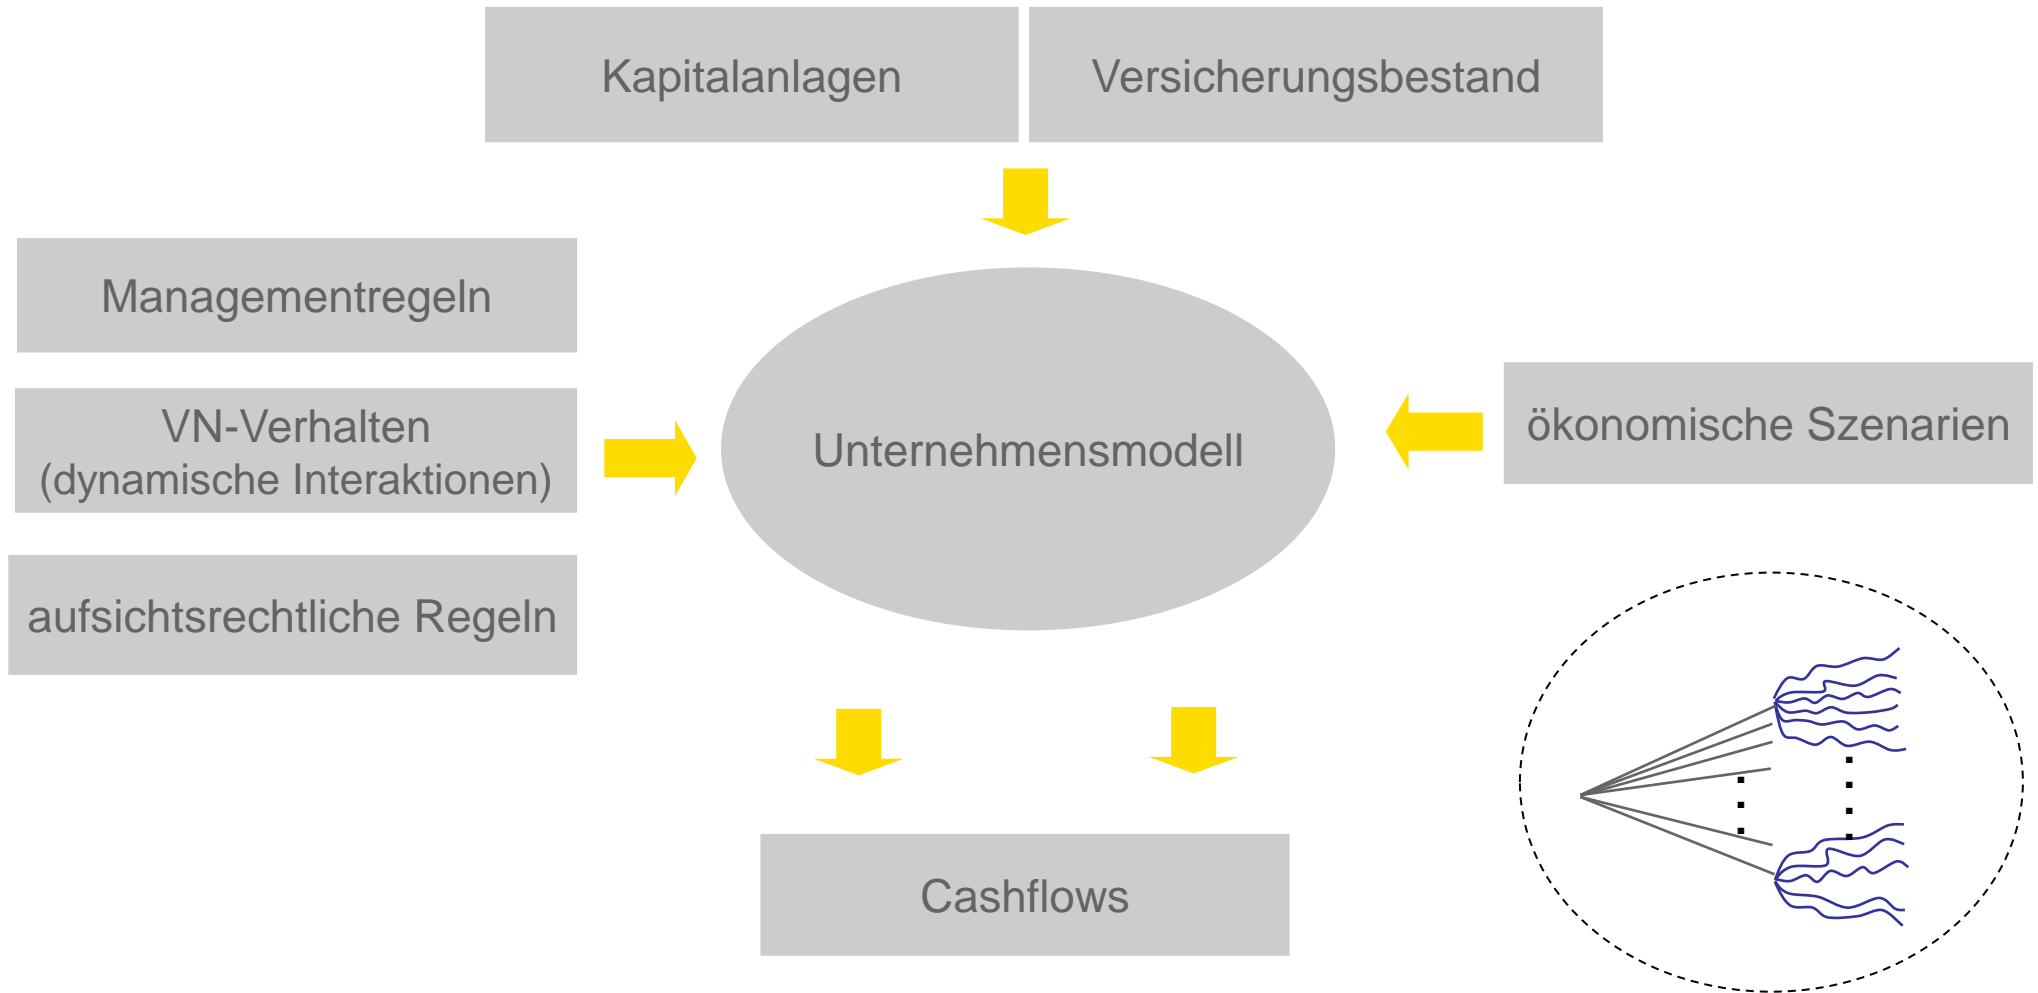 Kapitalanlagen
Versicherungsbestand
Managementregeln
VN-Verhalten
(dynamische Interaktionen)
aufsichtsrechtliche Regeln
Unternehmensmodell
ökonomische Szenarien
Cashflows